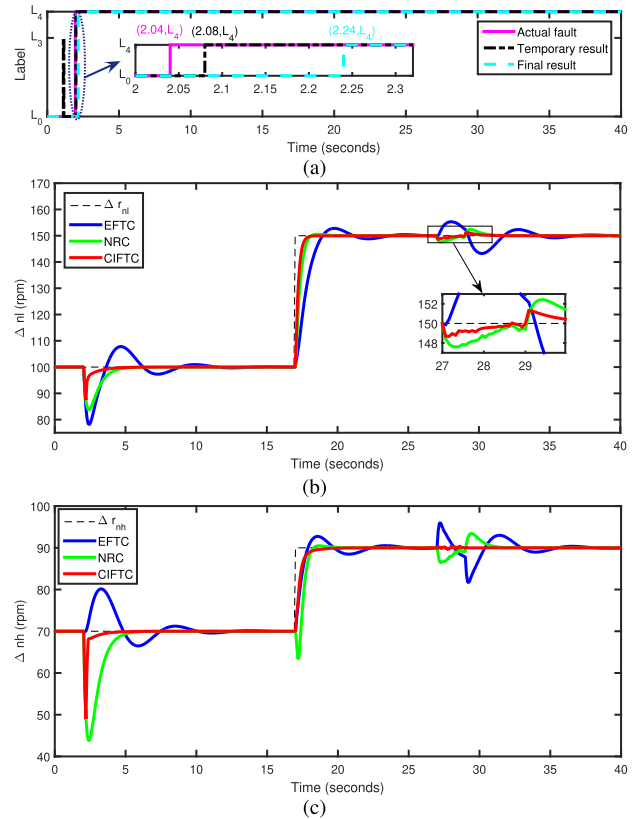 L4
L3
L0
Label
(2.04,L4)
(2.08,L4)
(2.24,L4)
L4
L0
2
2.05
2.1
2.15
2.2
2.25
2.3
Actual fault
Temporary result
Final result
0
5
10
15
20
25
30
35
40
Time (seconds)
(a)
170
160
150
140
130
120
110
100
90
80
Δ nl (rpm)
Δ rnl
EFTC
NRC
CIFTC
152
150
148
27
28
29
0
5
10
15
20
25
30
35
40
Time (seconds)
(b)
100
90
80
70
60
50
40
Δ nh (rpm)
Δ rnh
EFTC
NRC
CIFTC
0
5
10
15
20
25
30
35
40
Time (seconds)
(c)